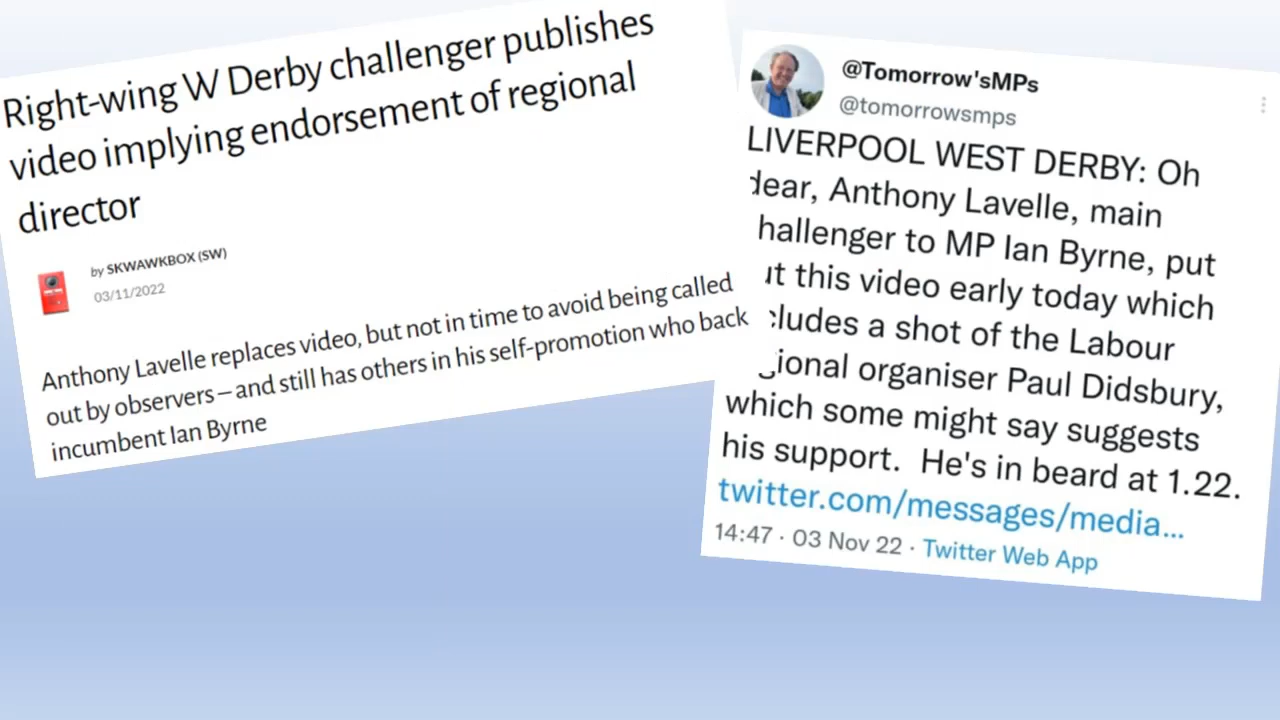 Right-wing W Derby challenger publishes
video implying endorsement of regional
director
by SKWAWKBOX (SW)
03/11/2022
Anthony Lavelle replaces video, but not in time to avoid being called
out by observers – and still has others in his self-promotion who back
incumbent Ian Byrne
@Tomorrow'sMPs
@tomorrowsmps
LIVERPOOL WEST DERBY: Oh
dear, Anthony Lavelle, main
hallenger to MP Ian Byrne, put
ut this video early today which
cludes a shot of the Labour
gional organiser Paul Didsbury,
which some might say suggests
his support. He's in beard at 1.22.
twitter.com/messages/media...
14:47 · 03 Nov 22 · Twitter Web App